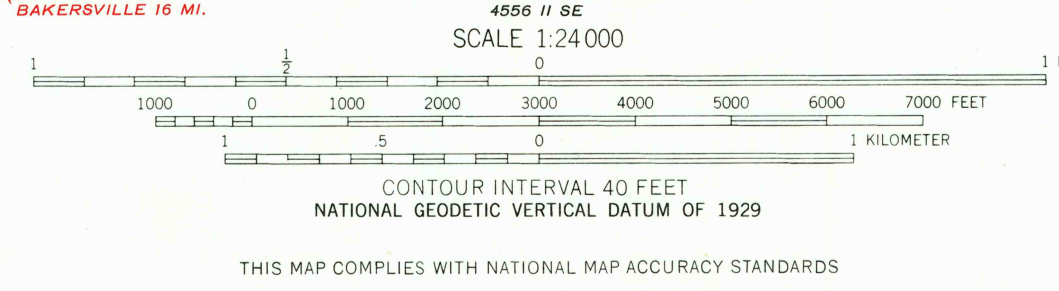 BAKERSVILLE 16 MI.
4556 II SE
SCALE 1:24 000
1 1/2 0 1
1000 0 1000 2000 3000 4000 5000 6000 7000 FEET
1 .5 0 1 KILOMETER
CONTOUR INTERVAL 40 FEET
NATIONAL GEODETIC VERTICAL DATUM OF 1929
THIS MAP COMPLIES WITH NATIONAL MAP ACCURACY STANDARDS